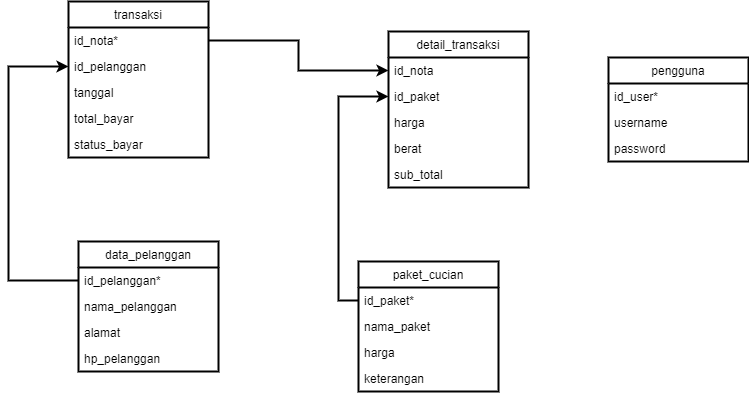 transaksi
id_nota*
id_pelanggan
tanggal
total_bayar
status_bayar
detail_transaksi
id_nota
id_paket
harga
berat
sub_total
pengguna
id_user*
username
password
data_pelanggan
id_pelanggan*
nama_pelanggan
alamat
hp_pelanggan
paket_cucian
id_paket*
nama_paket
harga
keterangan